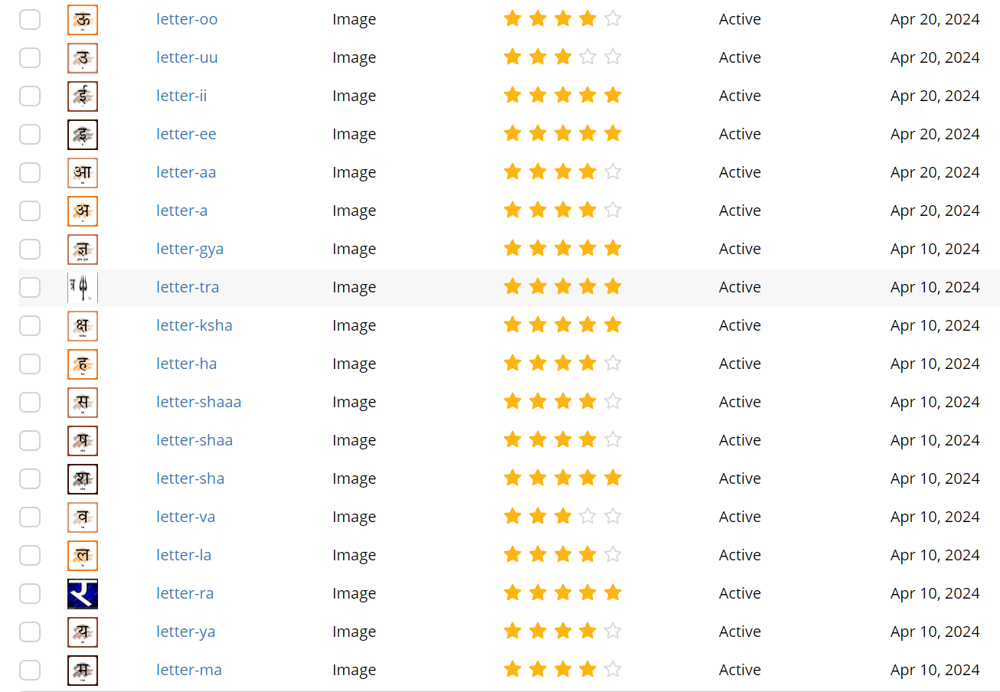 ऊ letter-oo Image Active Apr 20, 2024
उ letter-uu Image Active Apr 20, 2024
ई letter-ii Image Active Apr 20, 2024
इ letter-ee Image Active Apr 20, 2024
आ letter-aa Image Active Apr 20, 2024
अ letter-a Image Active Apr 20, 2024
ज्ञ letter-gya Image Active Apr 10, 2024
त्र letter-tra Image Active Apr 10, 2024
क्ष letter-ksha Image Active Apr 10, 2024
ह letter-ha Image Active Apr 10, 2024
स letter-shaaa Image Active Apr 10, 2024
ष letter-shaa Image Active Apr 10, 2024
श letter-sha Image Active Apr 10, 2024
व letter-va Image Active Apr 10, 2024
ल letter-la Image Active Apr 10, 2024
र letter-ra Image Active Apr 10, 2024
य letter-ya Image Active Apr 10, 2024
म letter-ma Image Active Apr 10, 2024